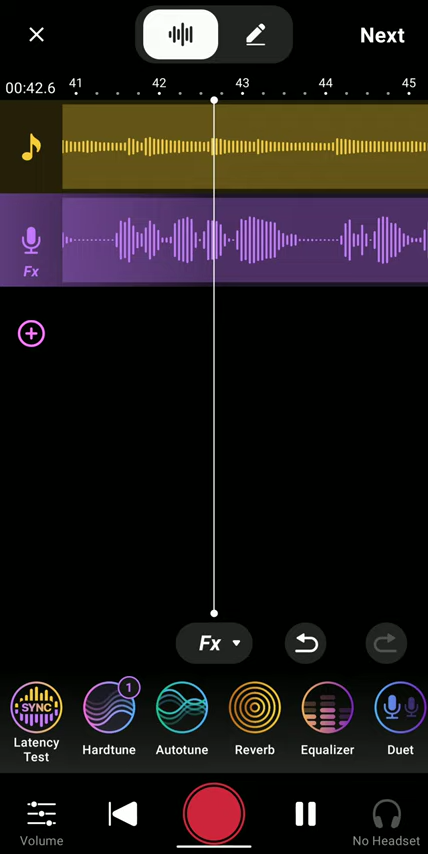 Next
00:42.6
41 42 43 44 45
Fx
Fx
SYNC
1
Latency
Test
Hardtune
Autotune
Reverb
Equalizer
Duet
Volume
No Headset